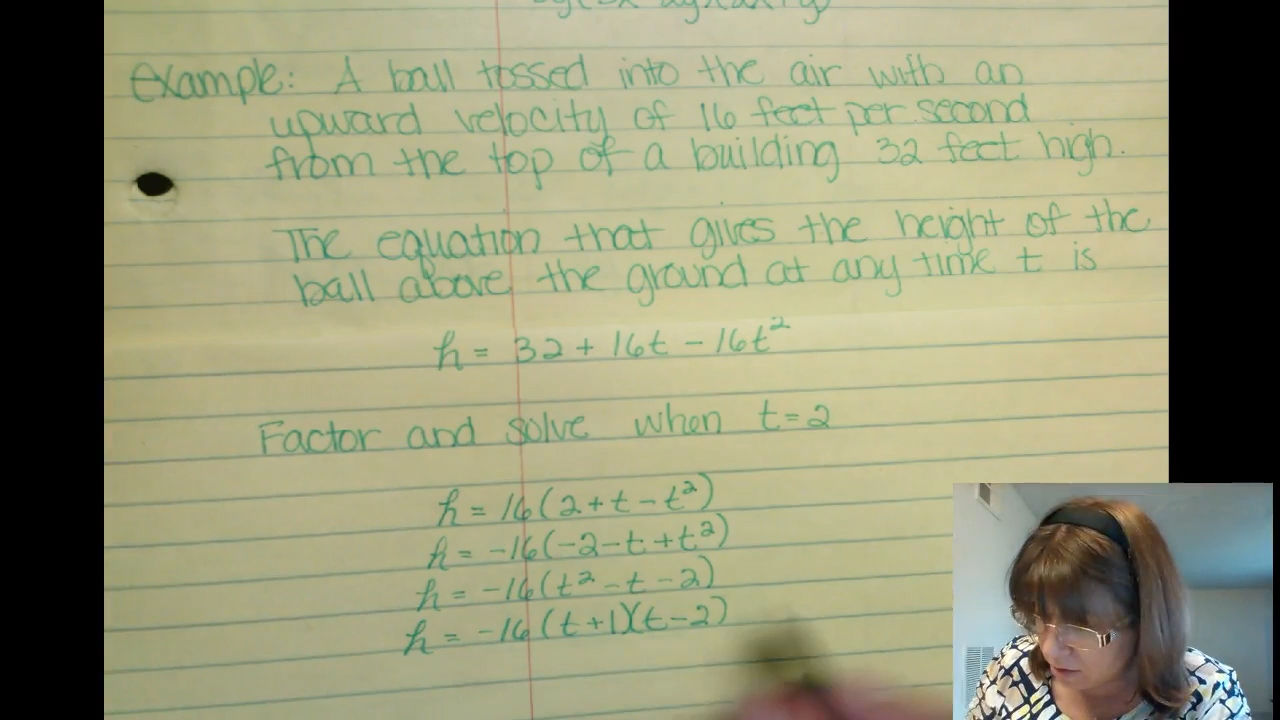 example: A ball tossed into the air with an
upward velocity of 16 feet per second
from the top of a building 32 feet high.
The equation that gives the height of the
ball above the ground at any time t is
h = 32 + 16t - 16t²
Factor and solve when t=2
h = 16(2+t-t²)
h = -16(-2-t+t²)
h = -16(t²-t-2)
h = -16(t+1)(t-2)